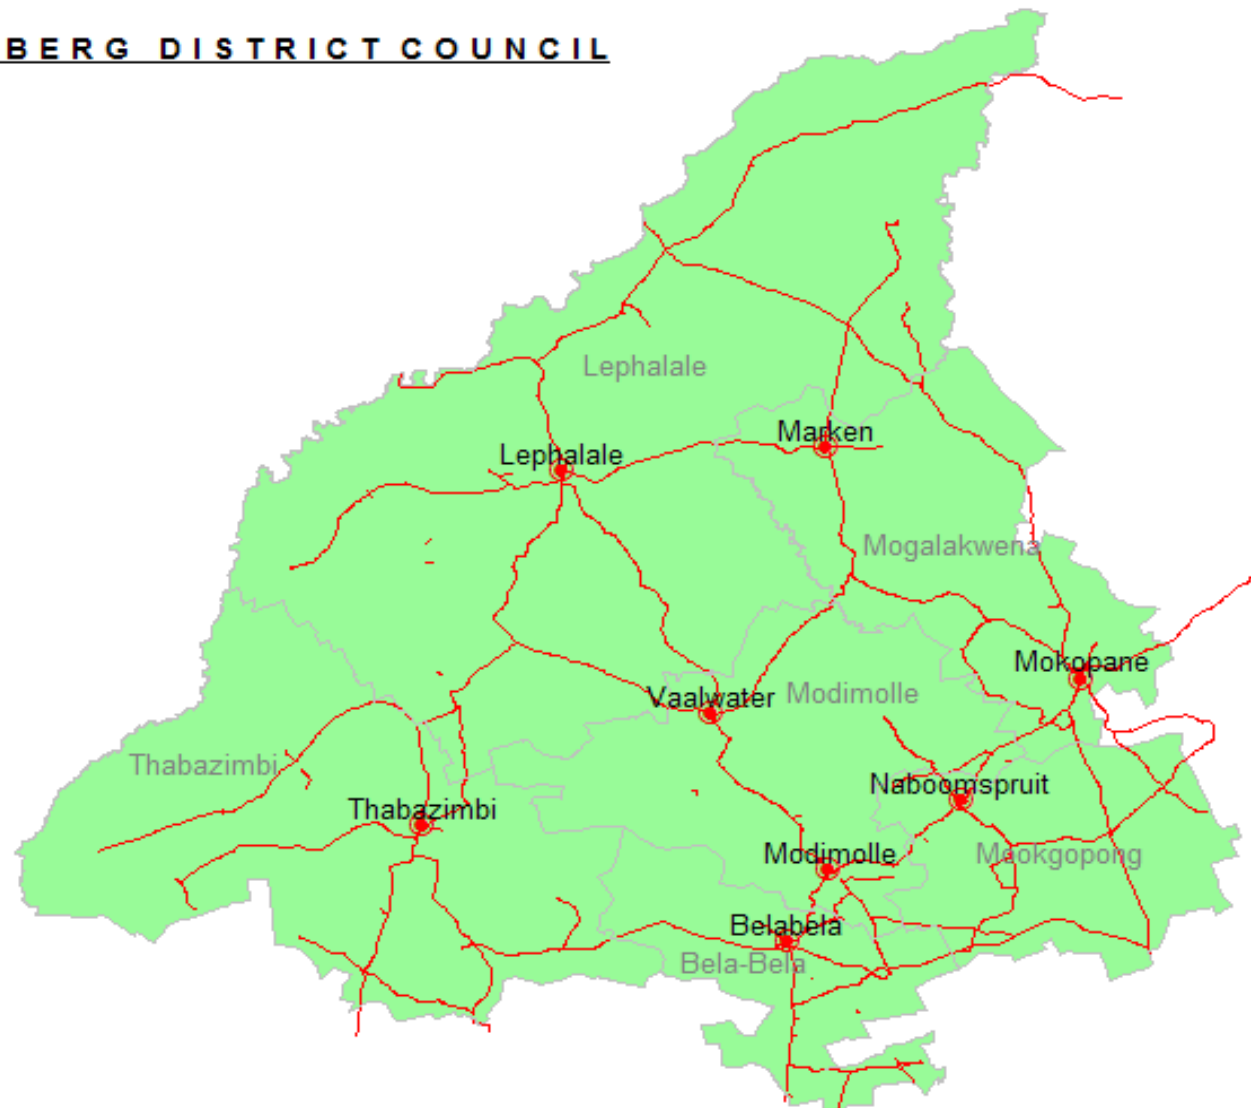 BERG DISTRICT COUNCIL
Lephalale
Marken
Lephalale
Mogalakwena
Mokopane
Vaalwater
Modimolle
Thabazimbi
Naboomspruit
Thabazimbi
Modimolle
Mookgopong
Belabela
Bela-Bela